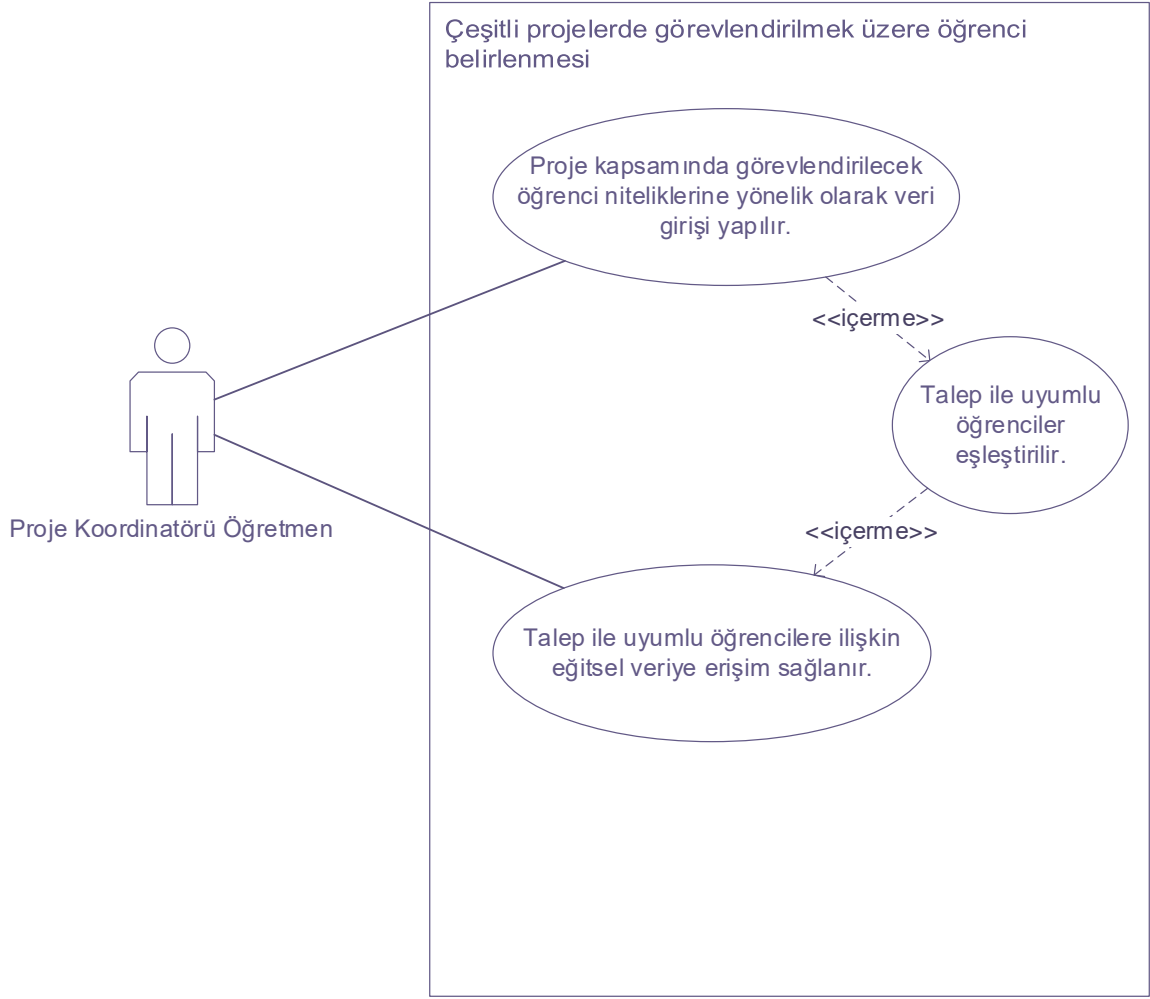 Çeşitli projelerde görevlendirilmek üzere öğrenci
belirlenmesi
Proje kapsamında görevlendirilecek
öğrenci niteliklerine yönelik olarak veri
girişi yapılır.
<<içerme>>
Talep ile uyumlu
öğrenciler
eşleştirilir.
Proje Koordinatörü Öğretmen
<<içerme>>
Talep ile uyumlu öğrencilere ilişkin
eğitsel veriye erişim sağlanır.